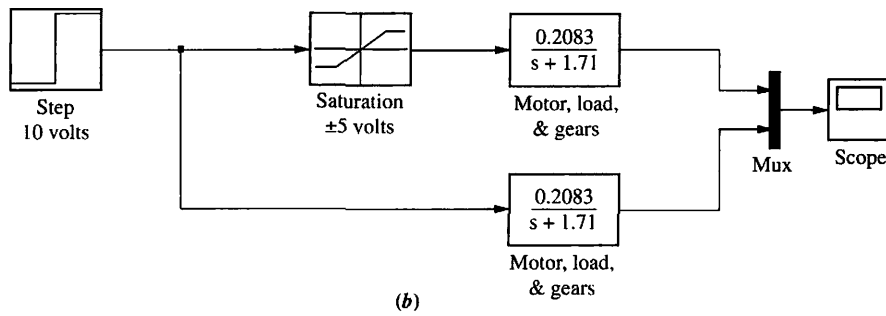 Step
10 volts
Saturation
±5 volts
0.2083
s + 1.71
Motor, load,
& gears
0.2083
s + 1.71
Motor, load,
& gears
Mux
Scope
(b)